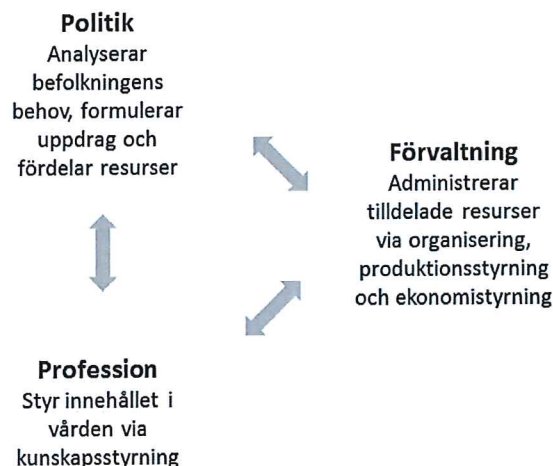 Politik
Analyserar
befolkningens
behov, formulerar
uppdrag och
fördelar resurser
Förvaltning
Administrerar
tilldelade resurser
via organisering,
produktionsstyrning
och ekonomistyrning
Profession
Styr innehållet i
vården via
kunskapsstyrning